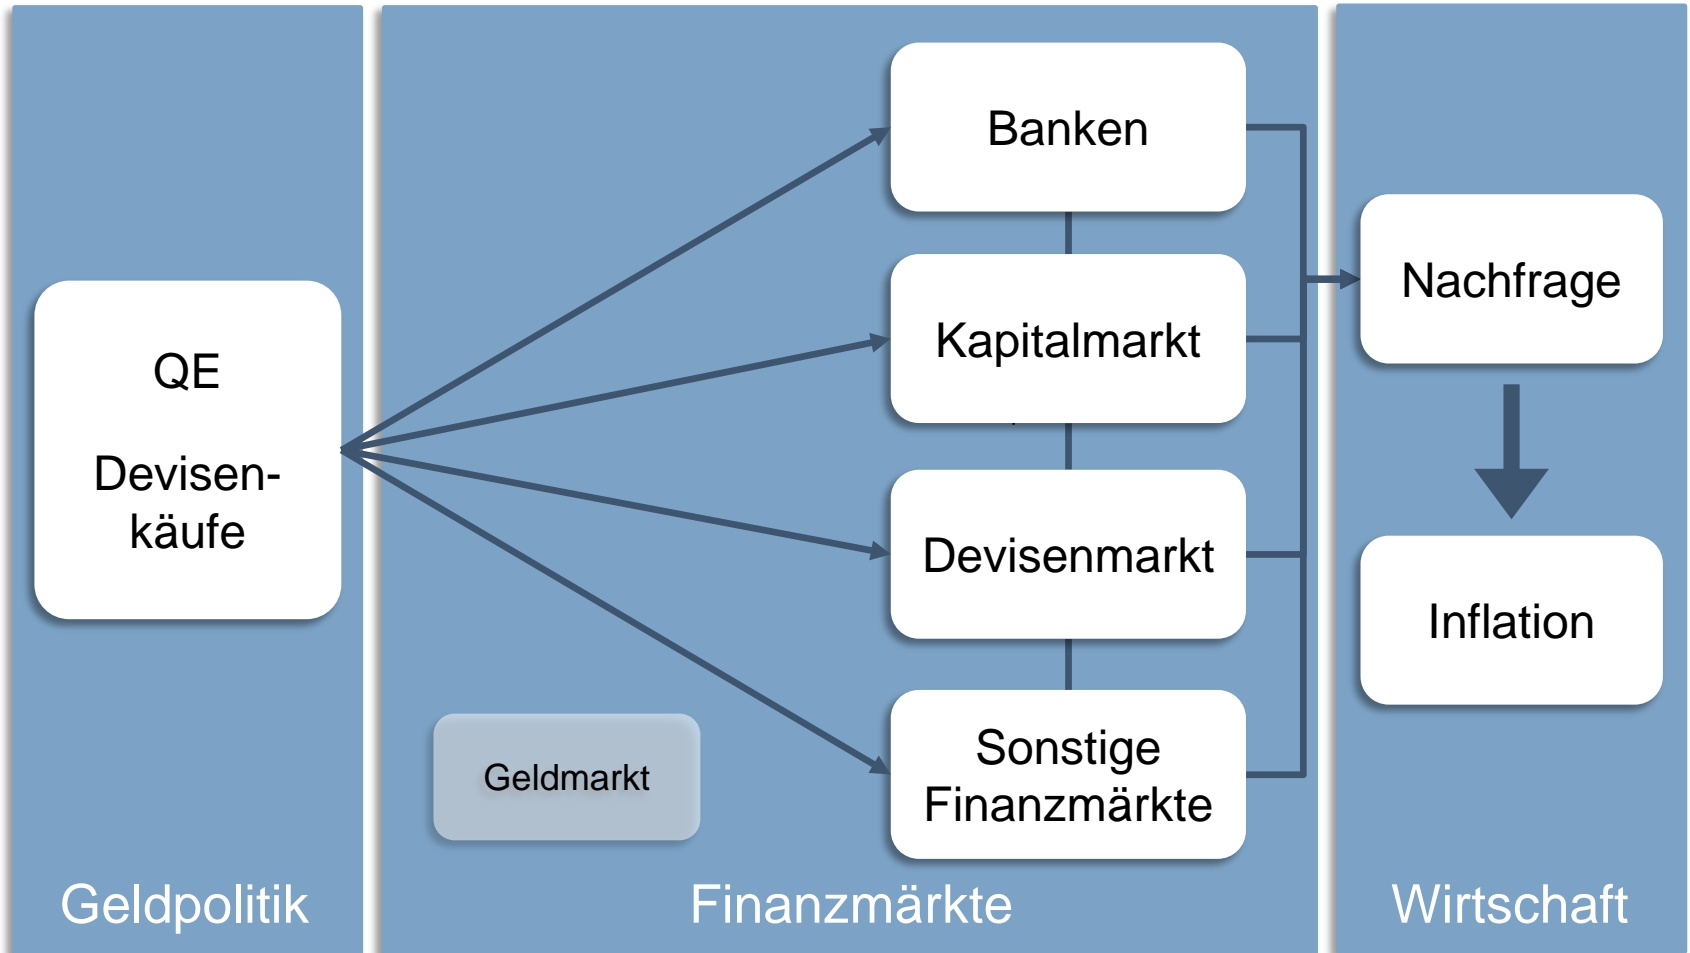 QE
Devisen-
käufe
Geldpolitik
Banken
Kapitalmarkt
Devisenmarkt
Sonstige
Finanzmärkte
Geldmarkt
Finanzmärkte
Nachfrage
Inflation
Wirtschaft